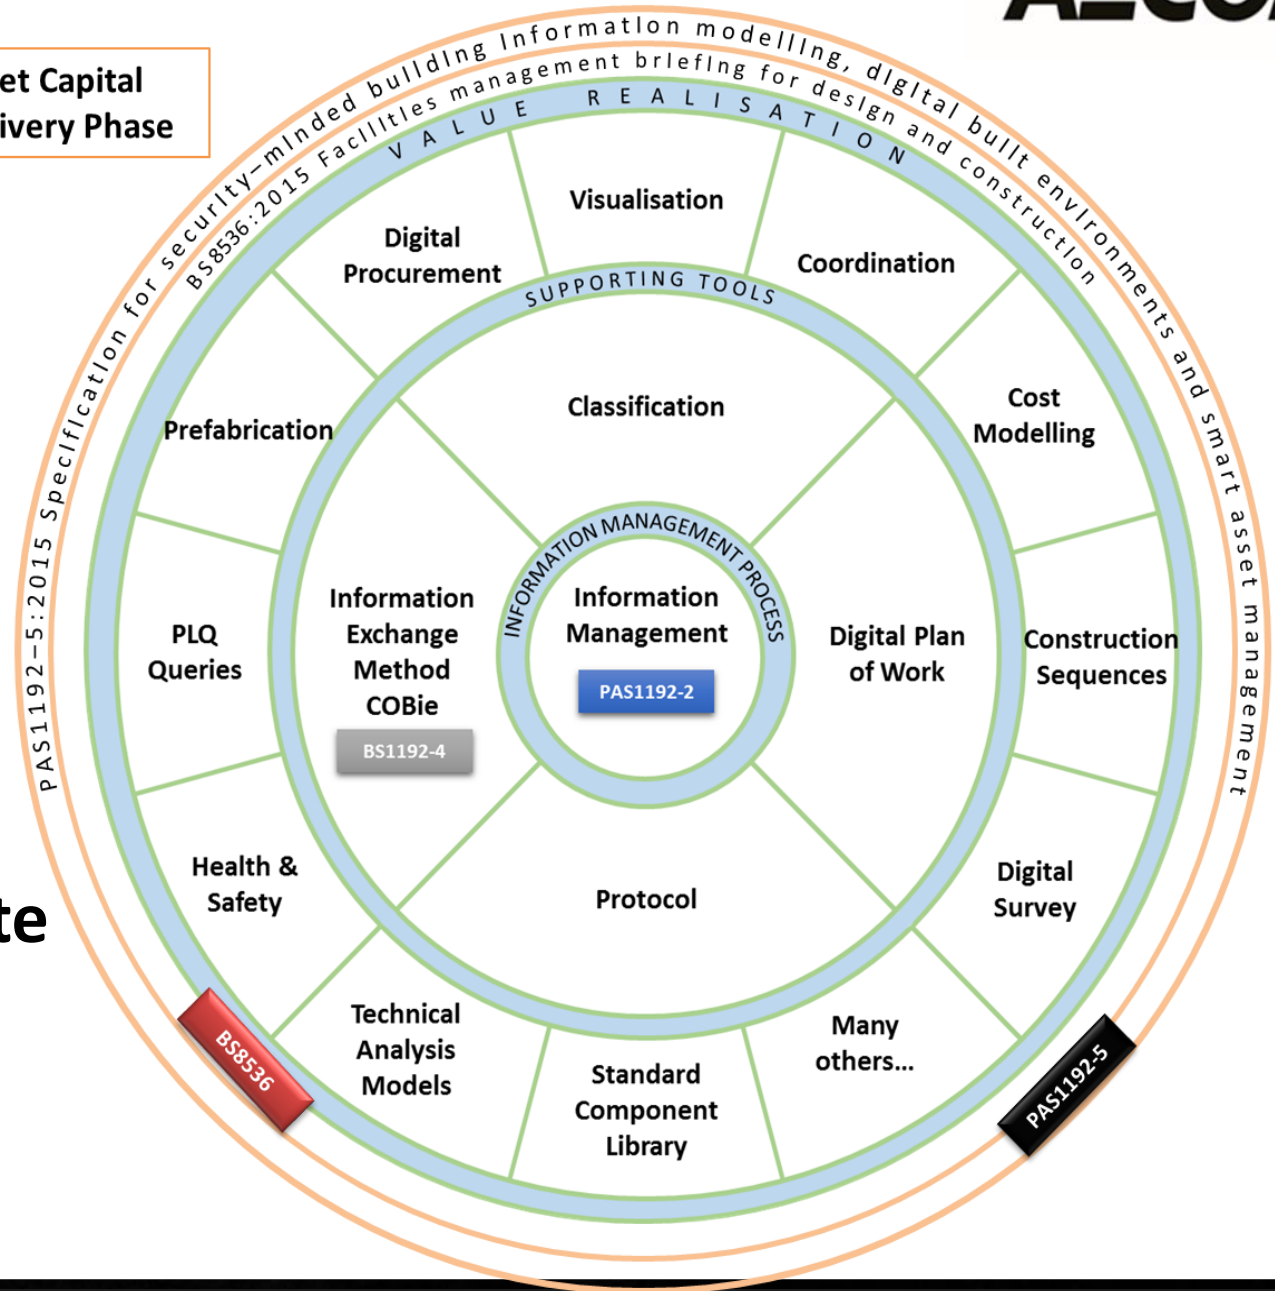 et Capital
ivery Phase
PAS1192-5:2015 Specification for security-minded building information modelling, digital built environments and smart asset management
BS8536:2015 Facilities management briefing for design and construction
VALUE REALISATION
Visualisation
Digital
Procurement
Coordination
SUPPORTING TOOLS
Prefabrication
Classification
Cost
Modelling
INFORMATION MANAGEMENT PROCESS
PLQ
Queries
Information
Exchange
Method
COBie
BS1192-4
Information
Management
PAS1192-2
Digital Plan
of Work
Construction
Sequences
Health &
Safety
Protocol
Digital
Survey
te
BS8536
Technical
Analysis
Models
Standard
Component
Library
Many
others...
PAS1192-5